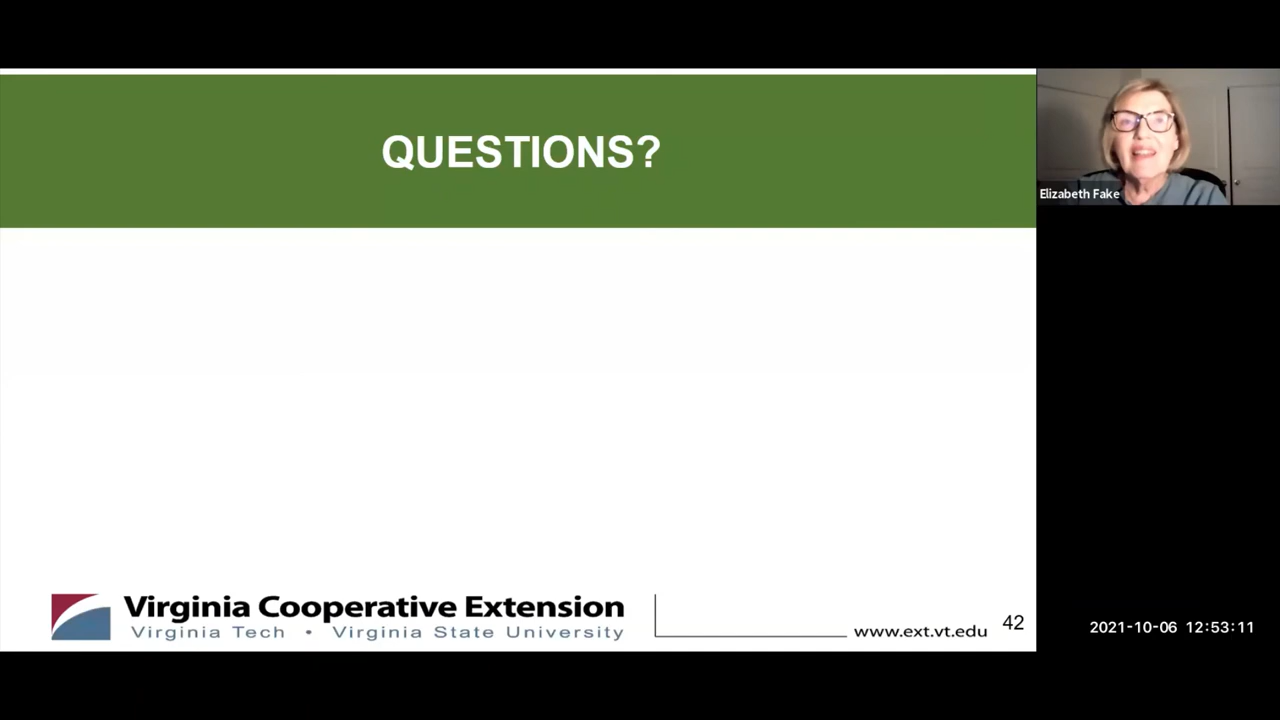 QUESTIONS?
Elizabeth Fake
Virginia Cooperative Extension
Virginia Tech • Virginia State University
www.ext.vt.edu
42
2021-10-06 12:53:11